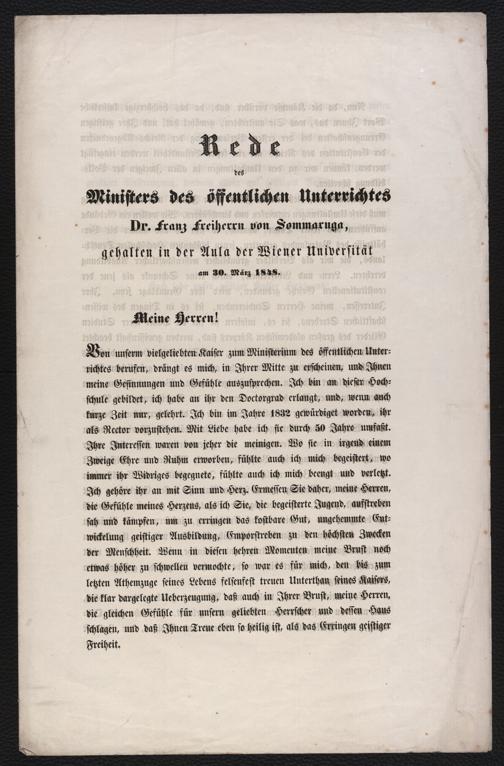 Rede
des
Ministers des öffentlichen Unterrichtes
Dr. Franz Freiherrn von Sommaruga,
gehalten in der Aula der Wiener Universität
am 30. März 1848.
Meine Herren!
Von unserm vielgeliebten Kaiser zum Ministerium des öffentlichen Unter-
richtes berufen, drängt es mich, in Ihrer Mitte zu erscheinen, und Ihnen
meine Gesinnungen und Gefühle auszusprechen. Ich bin an dieser Hoch-
schule gebildet, ich habe an ihr den Doctorgrad erlangt, und, wenn auch
kurze Zeit nur, gelehrt. Ich bin im Jahre 1832 gewürdiget worden, ihr
als Rector vorzustehen. Mit Liebe habe ich sie durch 50 Jahre umfaßt.
Ihre Interessen waren von jeher die meinigen. Wo sie in irgend einem
Zweige Ehre und Ruhm erworben, fühlte auch ich mich begeistert, wo
immer ihr Widriges begegnete, fühlte auch ich mich beengt und verletzt.
Ich gehöre ihr an mit Sinn und Herz. Ermessen Sie daher, meine Herren,
die Gefühle meines Herzens, als ich Sie, die begeisterte Jugend, aufstreben
sah und kämpfen, um zu erringen das kostbare Gut, ungehemmte Ent-
wickelung geistiger Ausbildung, Emporstreben zu den höchsten Zwecken
der Menschheit. Wenn in diesen hehren Momenten meine Brust noch
etwas höher zu schwellen vermochte, so war es für mich, den bis zum
letzten Athemzuge seines Lebens felsenfest treuen Unterthan seines Kaisers,
die klar dargelegte Ueberzeugung, daß auch in Ihrer Brust, meine Herren,
die gleichen Gefühle für unsern geliebten Herrscher und dessen Haus
schlagen, und daß Ihnen Treue eben so heilig ist, als das Erringen geistiger
Freiheit.